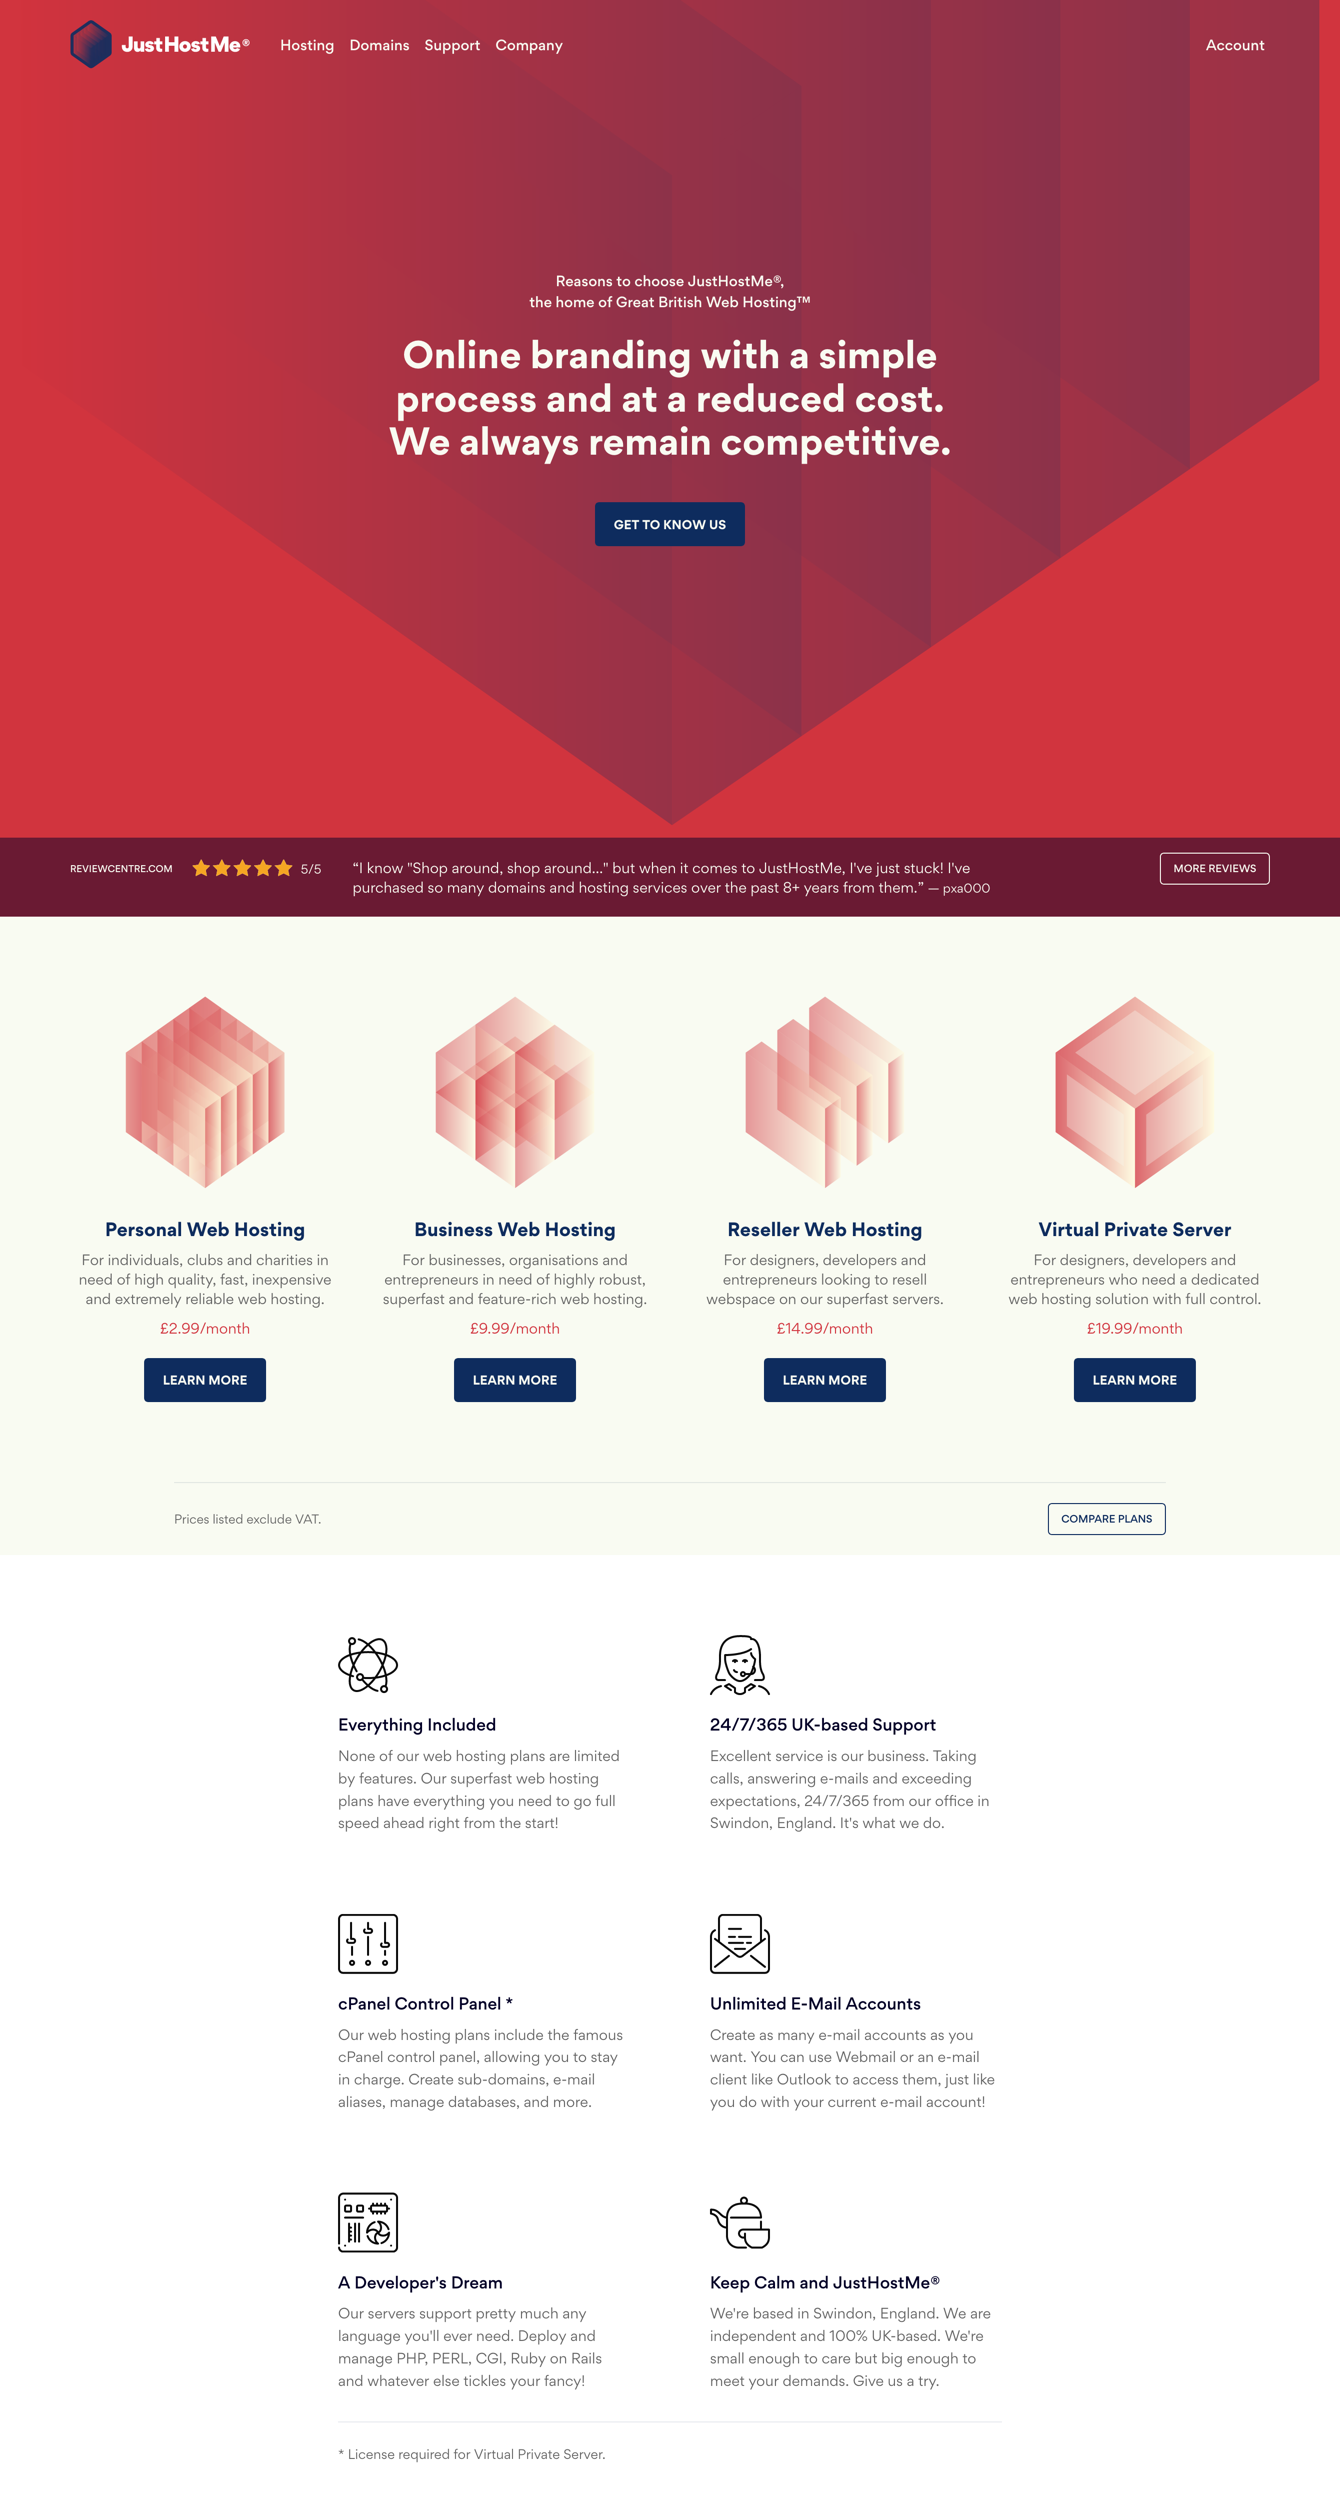 JustHostMe®
Hosting Domains Support Company
Account
Reasons to choose JustHostMe®,
the home of Great British Web Hosting™
Online branding with a simple
process and at a reduced cost.
We always remain competitive.
GET TO KNOW US
REVIEWCENTRE.COM
5/5
“I know "Shop around, shop around..." but when it comes to JustHostMe, I've just stuck! I've
purchased so many domains and hosting services over the past 8+ years from them.” — pxa000
MORE REVIEWS
Personal Web Hosting
For individuals, clubs and charities in
need of high quality, fast, inexpensive
and extremely reliable web hosting.
£2.99/month
LEARN MORE
Business Web Hosting
For businesses, organisations and
entrepreneurs in need of highly robust,
superfast and feature-rich web hosting.
£9.99/month
LEARN MORE
Reseller Web Hosting
For designers, developers and
entrepreneurs looking to resell
webspace on our superfast servers.
£14.99/month
LEARN MORE
Virtual Private Server
For designers, developers and
entrepreneurs who need a dedicated
web hosting solution with full control.
£19.99/month
LEARN MORE
Prices listed exclude VAT.
COMPARE PLANS
Everything Included
None of our web hosting plans are limited
by features. Our superfast web hosting
plans have everything you need to go full
speed ahead right from the start!
24/7/365 UK-based Support
Excellent service is our business. Taking
calls, answering e-mails and exceeding
expectations, 24/7/365 from our office in
Swindon, England. It's what we do.
cPanel Control Panel *
Our web hosting plans include the famous
cPanel control panel, allowing you to stay
in charge. Create sub-domains, e-mail
aliases, manage databases, and more.
Unlimited E-Mail Accounts
Create as many e-mail accounts as you
want. You can use Webmail or an e-mail
client like Outlook to access them, just like
you do with your current e-mail account!
A Developer's Dream
Our servers support pretty much any
language you'll ever need. Deploy and
manage PHP, PERL, CGI, Ruby on Rails
and whatever else tickles your fancy!
Keep Calm and JustHostMe®
We're based in Swindon, England. We are
independent and 100% UK-based. We're
small enough to care but big enough to
meet your demands. Give us a try.
* License required for Virtual Private Server.